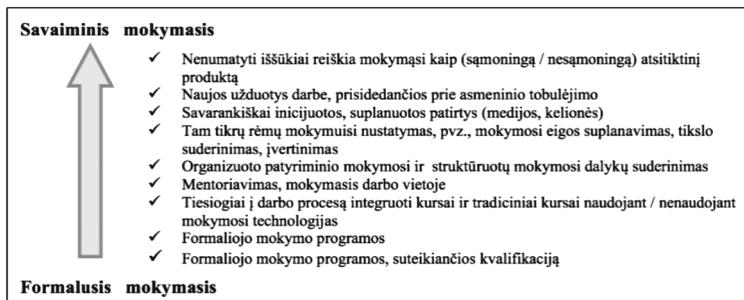 Savaiminis mokymasis
✓ Nenumatyti iššūkiai reiškia mokymąsi kaip (sąmoningą / nesąmoningą) atsitiktinį
produktą
✓ Naujos užduotys darbe, prisidedančios prie asmeninio tobulėjimo
✓ Savarankiškai inicijuotos, suplanuotos patirtys (medijos, kelionės)
✓ Tam tikrų rėmų mokymuisi nustatymas, pvz., mokymosi eigos suplanavimas, tikslo
suderinimas, įvertinimas
✓ Organizuoto patyriminio mokymosi ir struktūruotų mokymosi dalykų suderinimas
✓ Mentoriavimas, mokymasis darbo vietoje
✓ Tiesiogiai į darbo procesą integruoti kursai ir tradiciniai kursai naudojant / nenaudojant
mokymosi technologijas
✓ Formaliojo mokymo programos
✓ Formaliojo mokymo programos, suteikiančios kvalifikaciją
Formalusis mokymasis